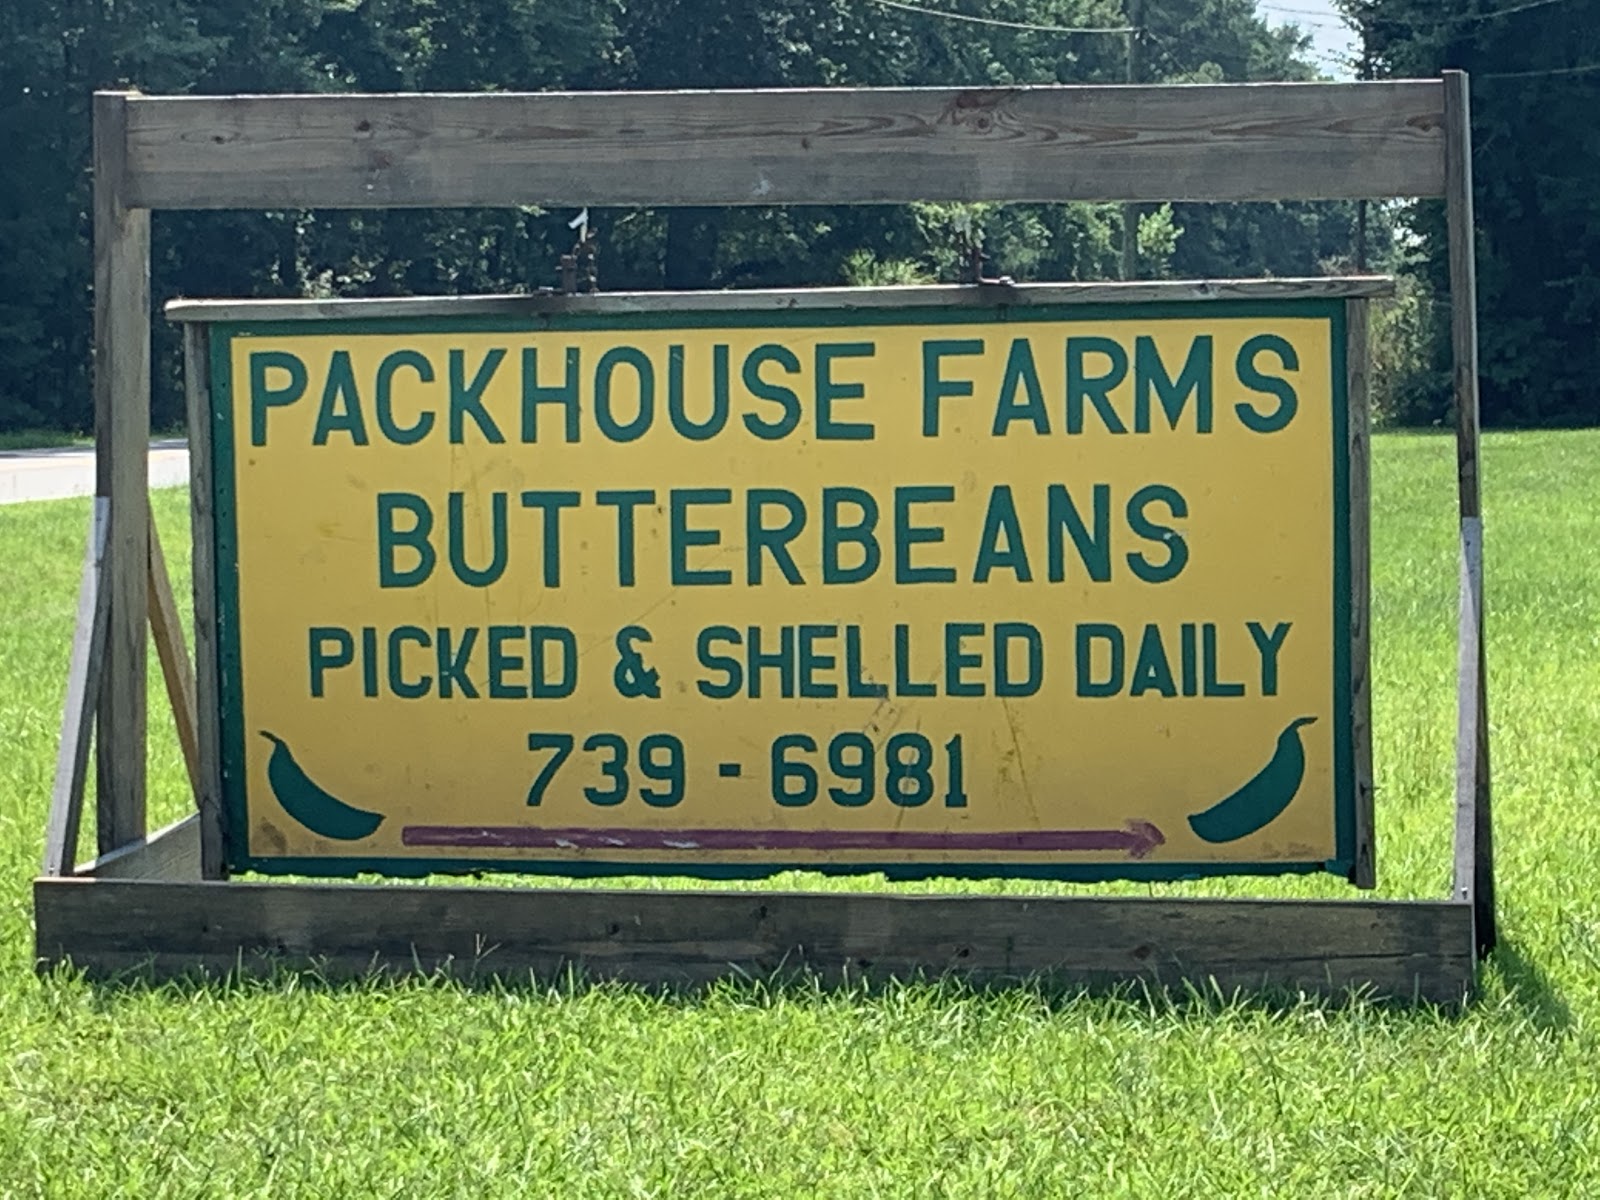 PACKHOUSE FARMS
BUTTERBEANS
PICKED & SHELLED DAILY
739 - 6981